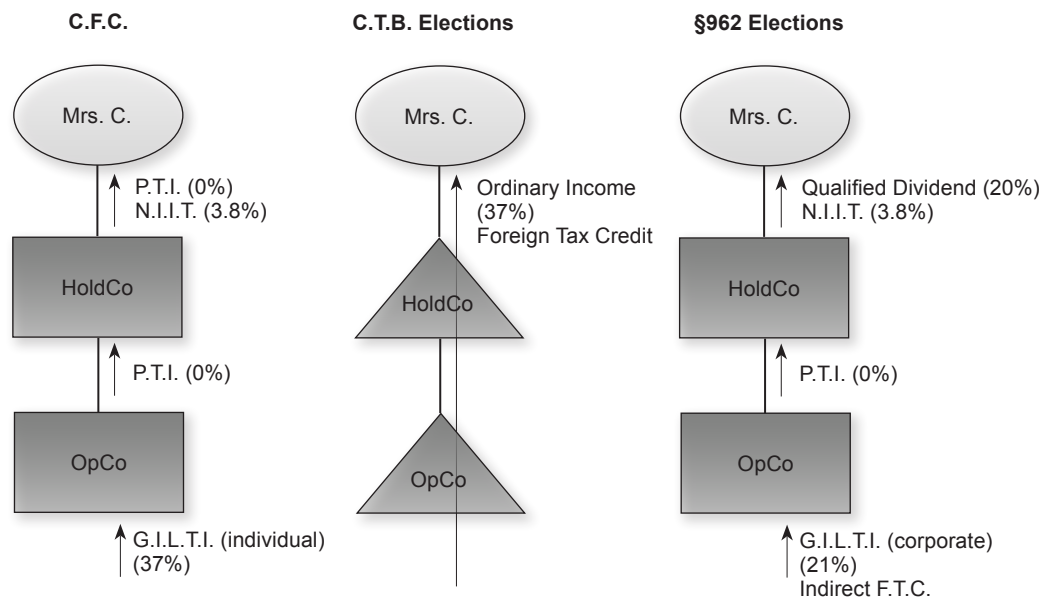 C.F.C.
Mrs. C.
P.T.I. (0%)
N.I.I.T. (3.8%)
HoldCo
P.T.I. (0%)
OpCo
G.I.L.T.I. (individual)
(37%)
C.T.B. Elections
Mrs. C.
Ordinary Income
(37%)
Foreign Tax Credit
HoldCo
OpCo
§962 Elections
Mrs. C.
Qualified Dividend (20%)
N.I.I.T. (3.8%)
HoldCo
P.T.I. (0%)
OpCo
G.I.L.T.I. (corporate)
(21%)
Indirect F.T.C.